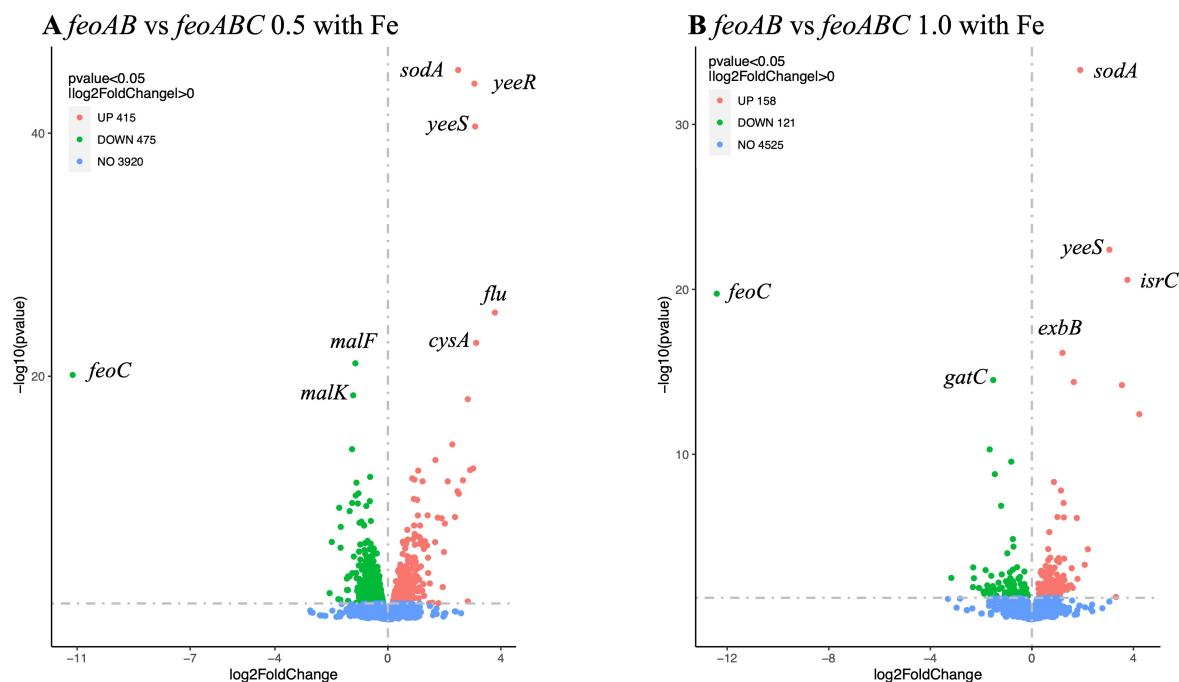 A feoAB vs feoABC 0.5 with Fe
pvalue<0.05
|log2FoldChange|>0
UP 415
DOWN 475
NO 3920
sodA
yeeR
yeeS
flu
cysA
malF
malK
feoC
40
20
−11
−7
−4
0
4
−log10(pvalue)
log2FoldChange
B feoAB vs feoABC 1.0 with Fe
pvalue<0.05
|log2FoldChange|>0
UP 158
DOWN 121
NO 4525
sodA
yeeS
isrC
feoC
exbB
gatC
30
20
10
−12
−8
−4
0
4
−log10(pvalue)
log2FoldChange